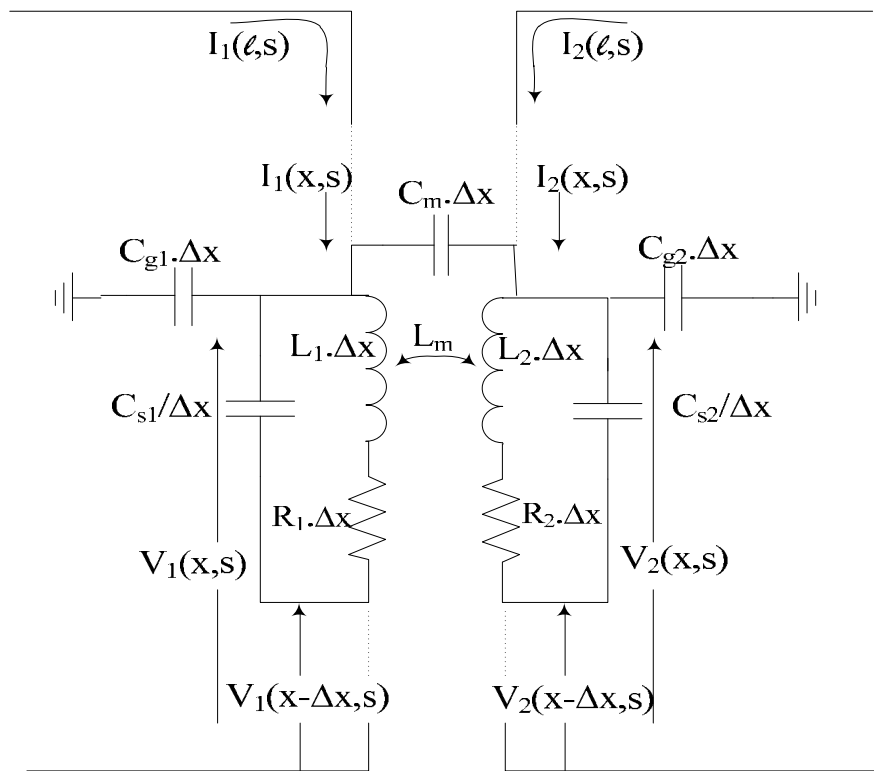 I₁(ℓ,s) I₂(ℓ,s)
I₁(x,s) I₂(x,s)
Cₘ.Δx
C_g1.Δx C_g2.Δx
L₁.Δx Lₘ L₂.Δx
C_s1/Δx C_s2/Δx
R₁.Δx R₂.Δx
V₁(x,s) V₂(x,s)
V₁(x-Δx,s) V₂(x-Δx,s)